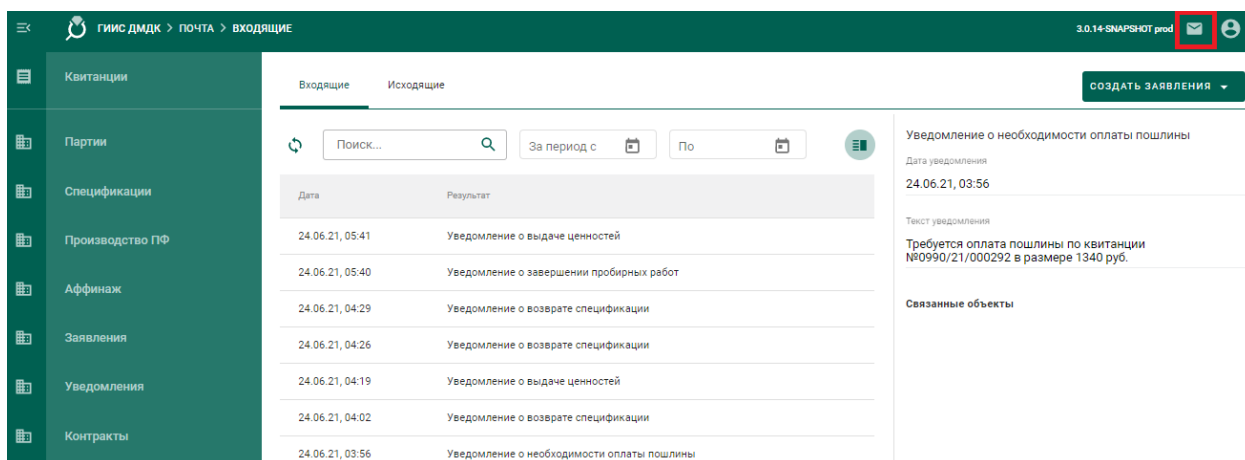 ГИИС ДМДК > ПОЧТА > ВХОДЯЩИЕ
3.0.14-SNAPSHOT prod
Квитанции
Партии
Спецификации
Производство ПФ
Аффинаж
Заявления
Уведомления
Контракты
Входящие Исходящие
СОЗДАТЬ ЗАЯВЛЕНИЯ
Поиск... За период с По
Дата Результат
24.06.21, 05:41 Уведомление о выдаче ценностей
24.06.21, 05:40 Уведомление о завершении пробирных работ
24.06.21, 04:29 Уведомление о возврате спецификации
24.06.21, 04:26 Уведомление о возврате спецификации
24.06.21, 04:19 Уведомление о выдаче ценностей
24.06.21, 04:02 Уведомление о возврате спецификации
24.06.21, 03:56 Уведомление о необходимости оплаты пошлины
Уведомление о необходимости оплаты пошлины
Дата уведомления
24.06.21, 03:56
Текст уведомления
Требуется оплата пошлины по квитанции
№0990/21/000292 в размере 1340 руб.
Связанные объекты